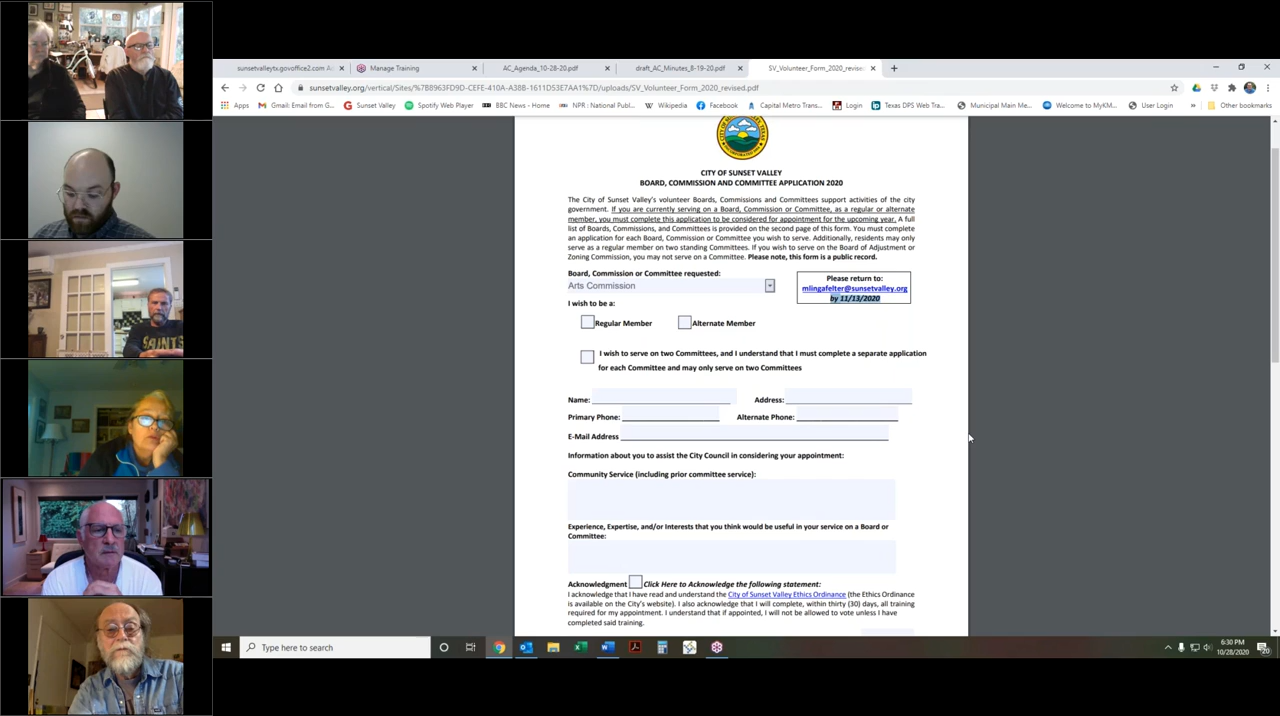 sunsetvalleytx.govoffice2.com A
Manage Training
AC_Agenda_10-28-20.pdf
draft_AC_Minutes_8-19-20.pdf
SV_Volunteer_Form_2020_revised
sunsetvalley.org/vertical/Sites/%7BB963FD9D-CEFE-410A-A38B-1611D53E7AA1%7D/uploads/SV_Volunteer_Form_2020_revised.pdf
Apps
Gmail: Email from G...
Sunset Valley
Spotify Web Player
BBC News - Home
NPR : National Publ...
Wikipedia
Facebook
Capital Metro Trans...
Login
Texas DPS Web Tra...
Municipal Main Me...
Welcome to MyKM...
User Login
»
Other bookmarks
CITY OF SUNSET VALLEY
BOARD, COMMISSION AND COMMITTEE APPLICATION 2020
The City of Sunset Valley's volunteer Boards, Commissions and Committees support activities of the city
government. If you are currently serving on a Board, Commission or Committee, as a regular or alternate
member, you must complete this application to be considered for appointment for the upcoming year. A full
list of Boards, Commissions, and Committees is provided on the second page of this form. You must complete
an application for each Board, Commission or Committee you wish to serve. Additionally, residents may only
serve as a regular member on two standing Committees. If you wish to serve on the Board of Adjustment or
Zoning Commission, you may not serve on a Committee. Please note, this form is a public record.
Board, Commission or Committee requested:
Arts Commission
Please return to:
mlingafelter@sunsetvalley.org
by 11/13/2020
I wish to be a:
Regular Member
Alternate Member
I wish to serve on two Committees, and I understand that I must complete a separate application
for each Committee and may only serve on two Committees
Name:
Address:
Primary Phone:
Alternate Phone:
E-Mail Address
Information about you to assist the City Council in considering your appointment:
Community Service (including prior committee service):
Experience, Expertise, and/or Interests that you think would be useful in your service on a Board or
Committee:
Acknowledgment Click Here to Acknowledge the following statement:
I acknowledge that I have read and understand the City of Sunset Valley Ethics Ordinance (the Ethics Ordinance
is available on the City's website). I also acknowledge that I will complete, within thirty (30) days, all training
required for my appointment. I understand that if appointed, I will not be allowed to vote unless I have
completed said training.
Type here to search
6:30 PM
10/28/2020
20